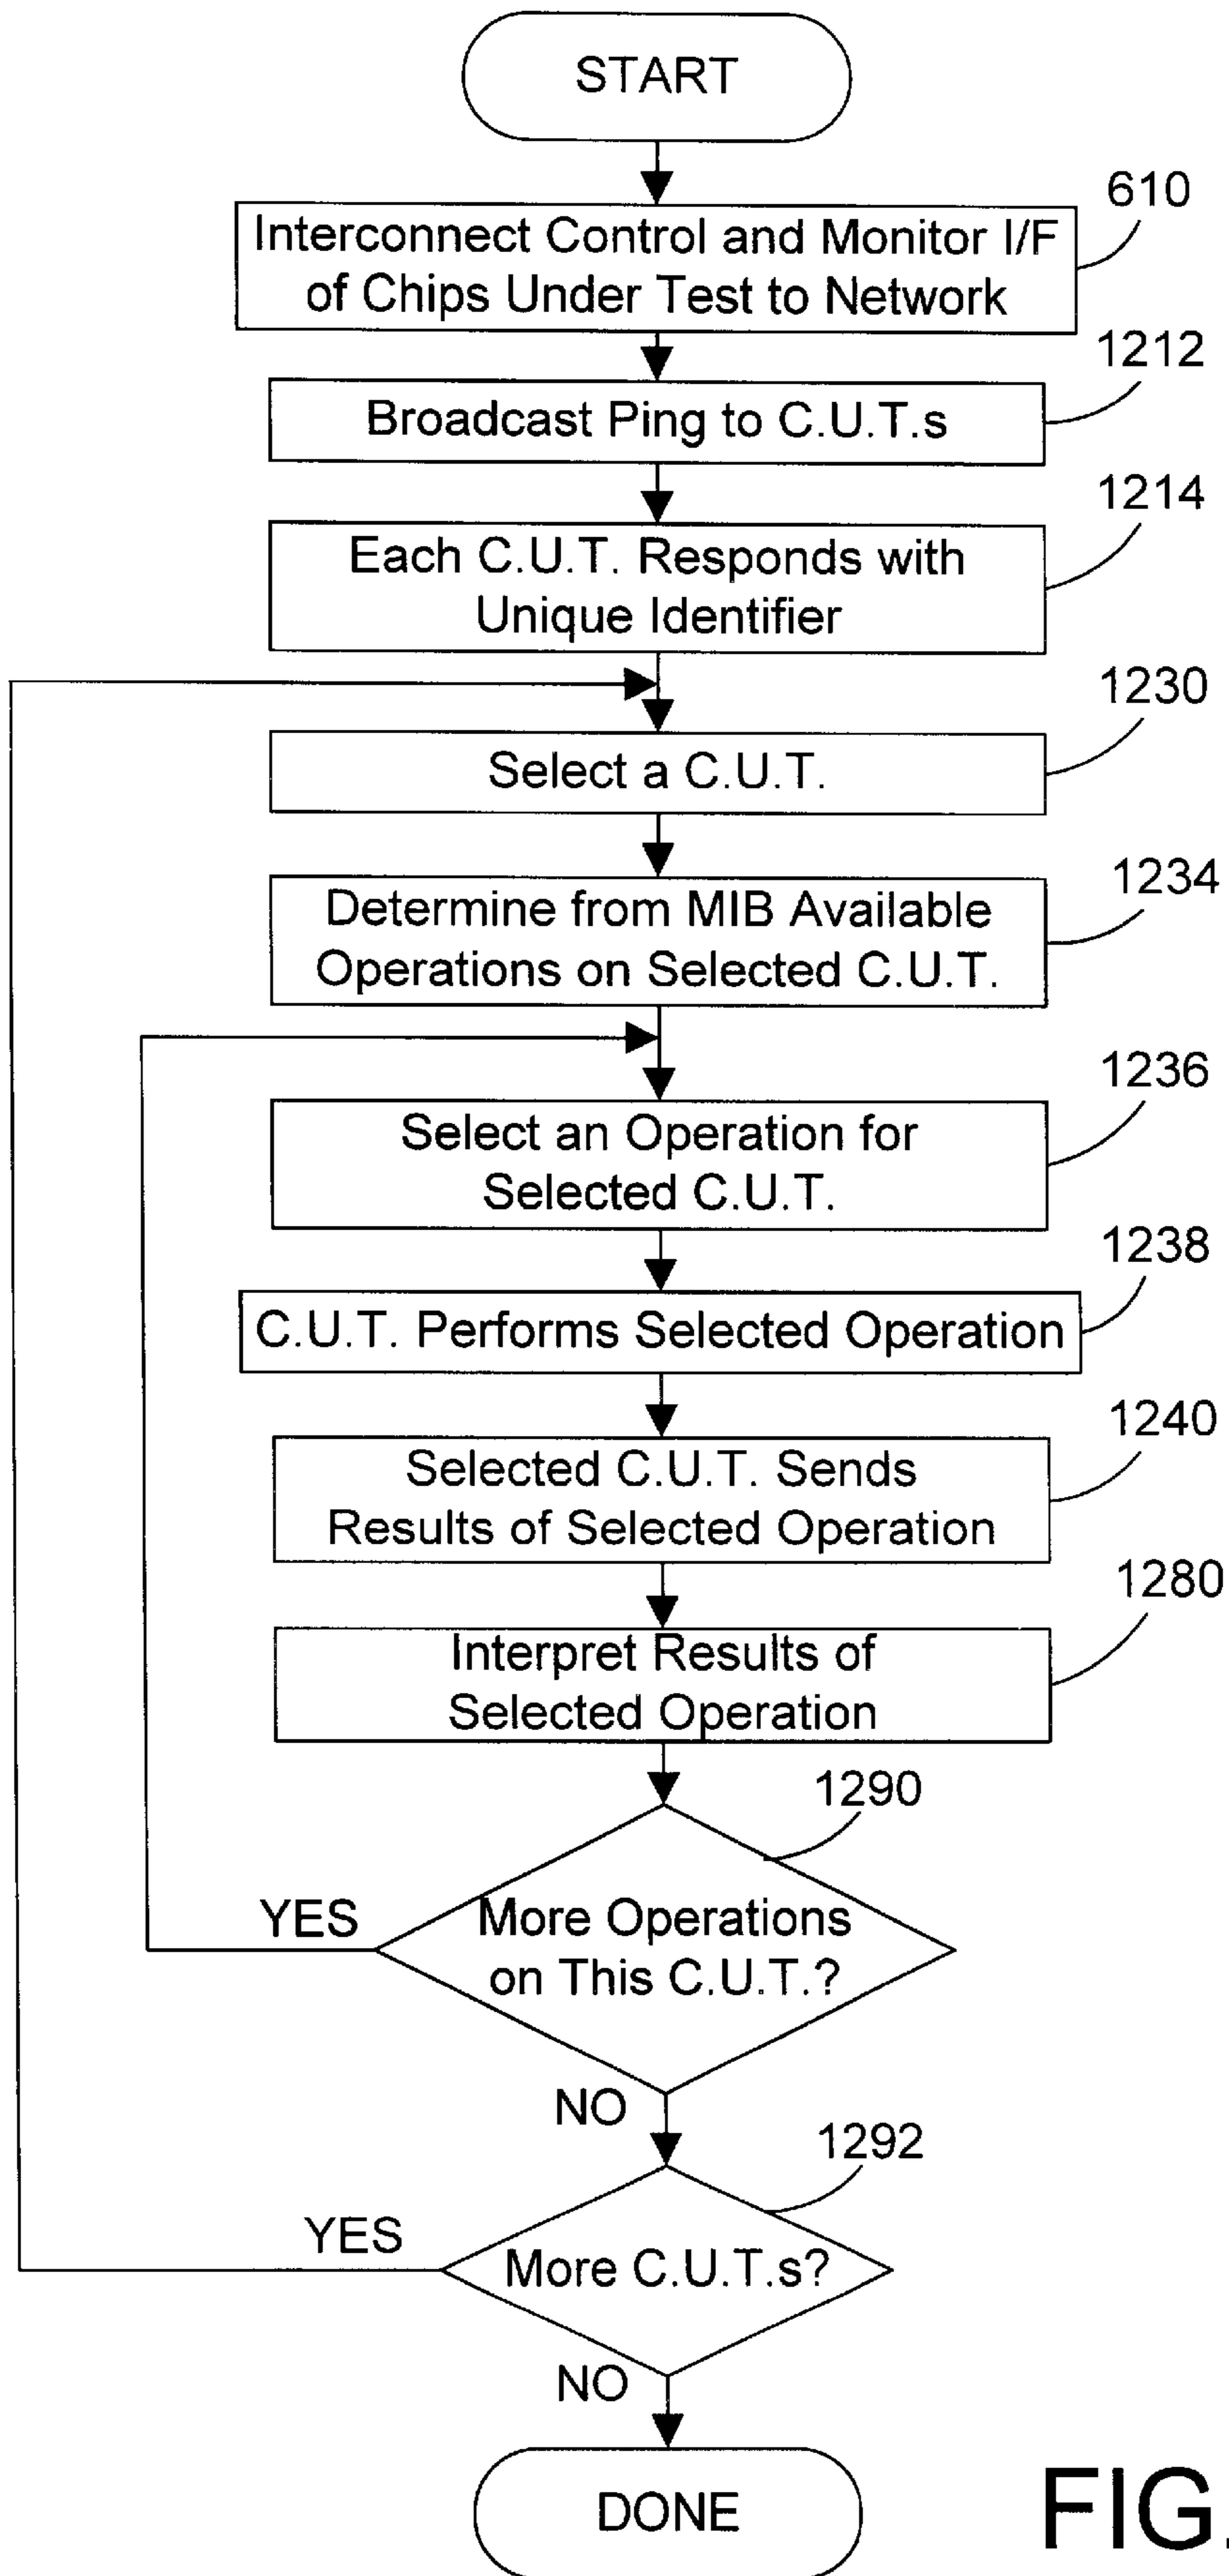 START
610
Interconnect Control and Monitor I/F
of Chips Under Test to Network
1212
Broadcast Ping to C.U.T.s
1214
Each C.U.T. Responds with
Unique Identifier
1230
Select a C.U.T.
1234
Determine from MIB Available
Operations on Selected C.U.T.
1236
Select an Operation for
Selected C.U.T.
1238
C.U.T. Performs Selected Operation
1240
Selected C.U.T. Sends
Results of Selected Operation
1280
Interpret Results of
Selected Operation
1290
YES
More Operations
on This C.U.T.?
NO
1292
YES
More C.U.T.s?
NO
DONE
FIG.